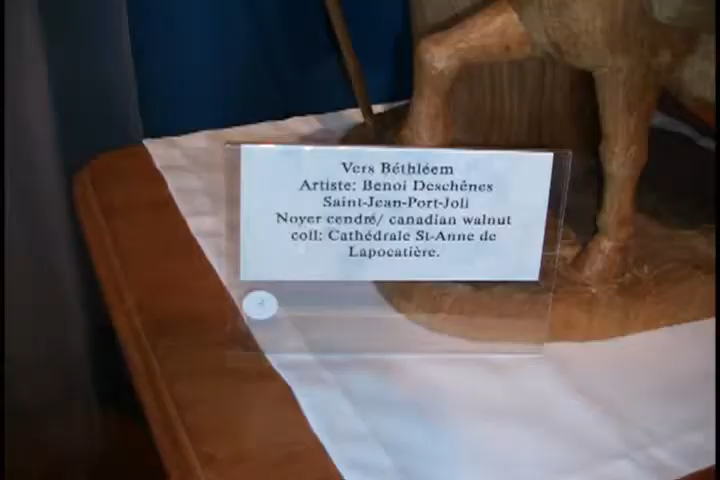 Vers Béthléem
Artiste: Benoi Deschênes
Saint-Jean-Port-Joli
Noyer cendré/ canadian walnut
coll: Cathédrale St-Anne de
Lapocatière.